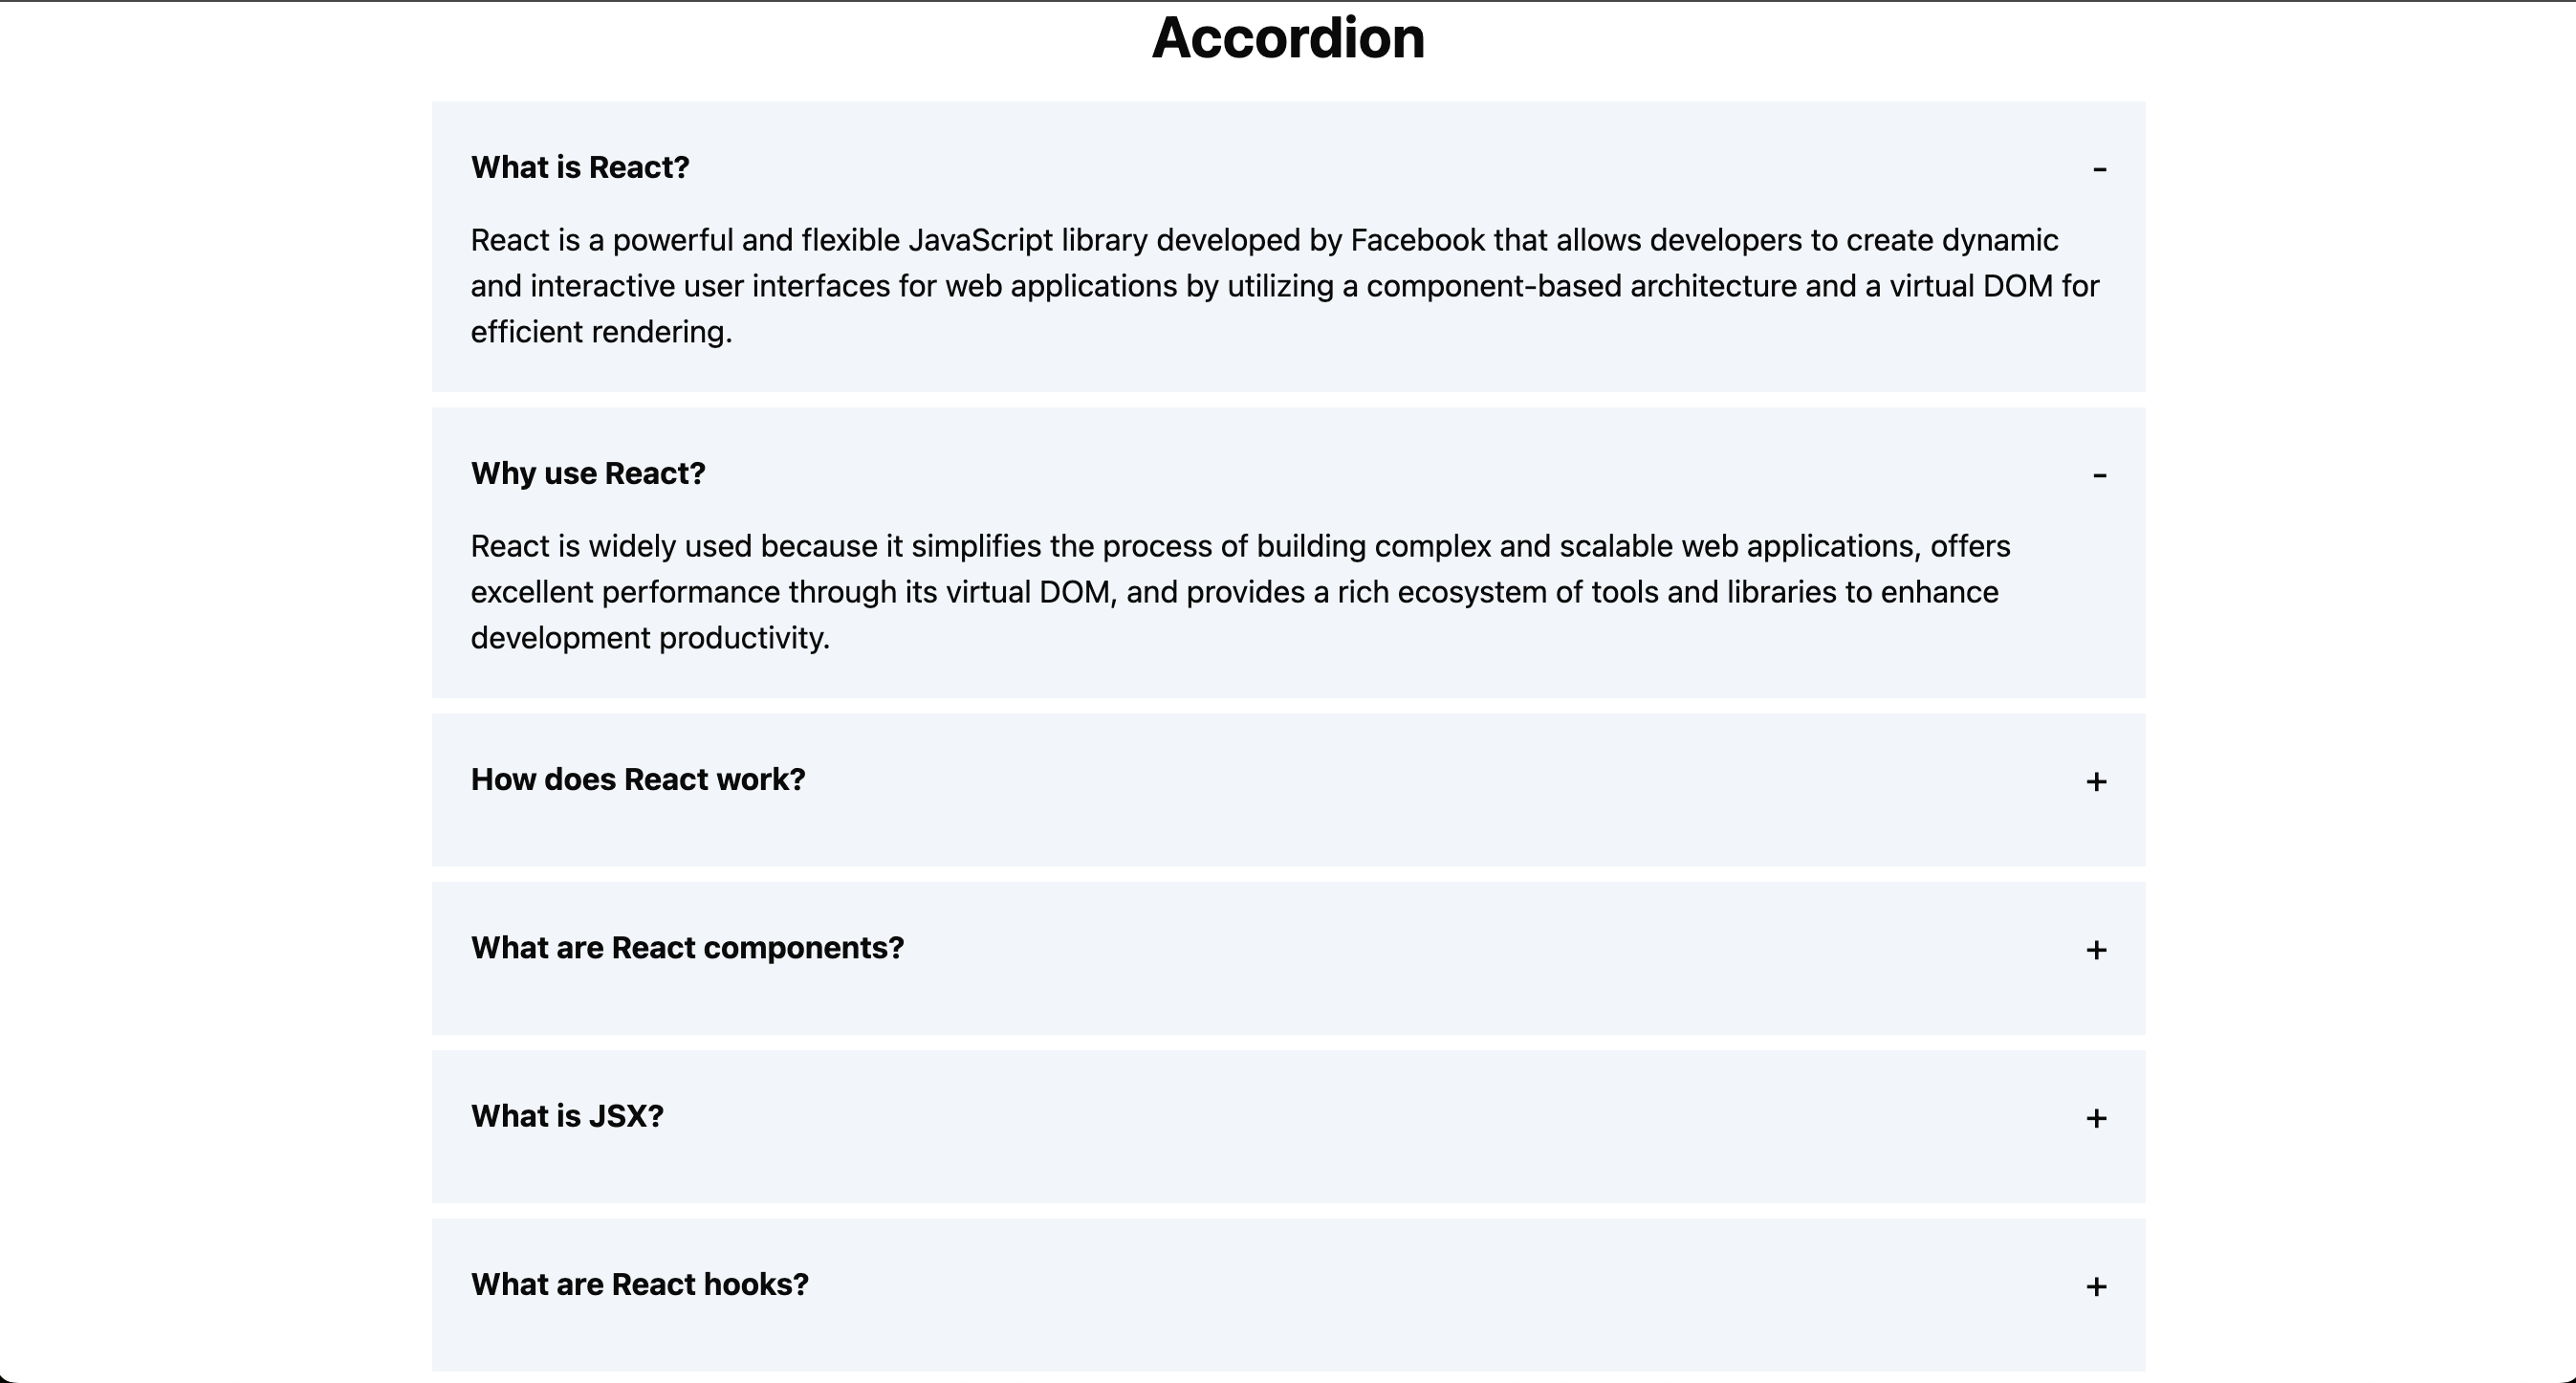 Accordion
What is React?
-
React is a powerful and flexible JavaScript library developed by Facebook that allows developers to create dynamic
and interactive user interfaces for web applications by utilizing a component-based architecture and a virtual DOM for
efficient rendering.
Why use React?
-
React is widely used because it simplifies the process of building complex and scalable web applications, offers
excellent performance through its virtual DOM, and provides a rich ecosystem of tools and libraries to enhance
development productivity.
How does React work?
+
What are React components?
+
What is JSX?
+
What are React hooks?
+